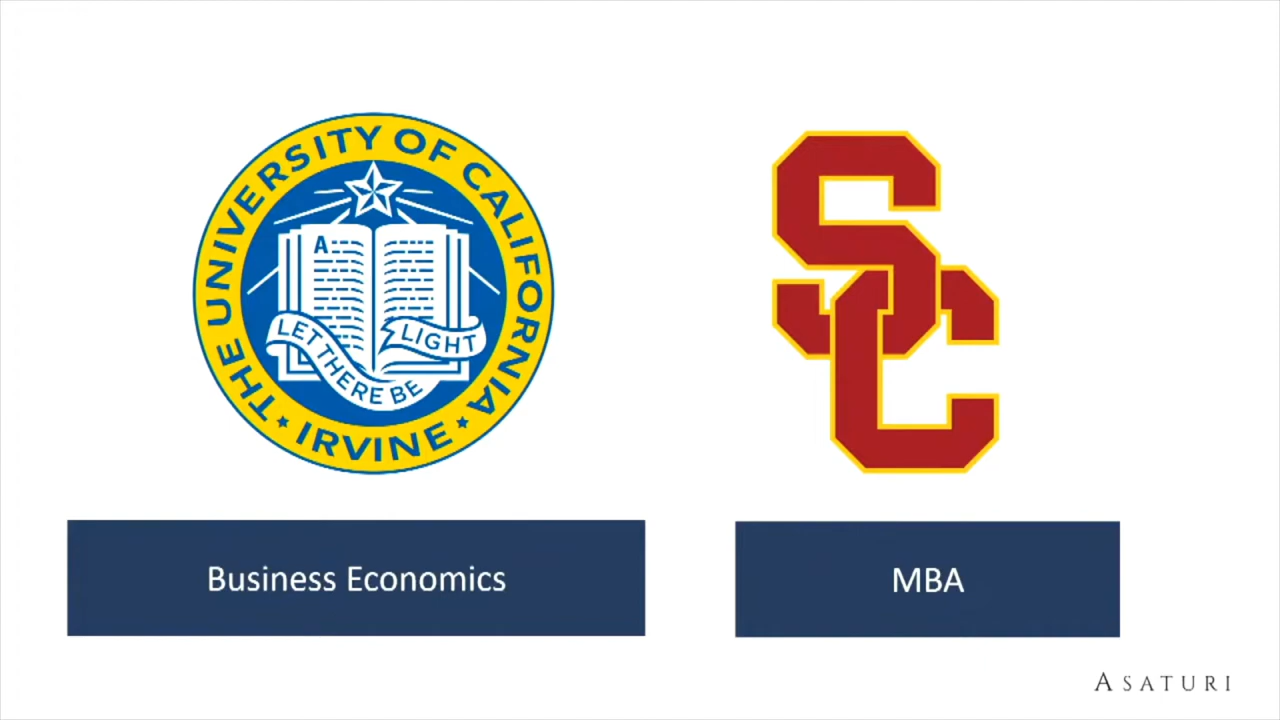 THE UNIVERSITY OF CALIFORNIA
IRVINE
A
LET THERE BE LIGHT
SC
Business Economics
MBA
ASATURI